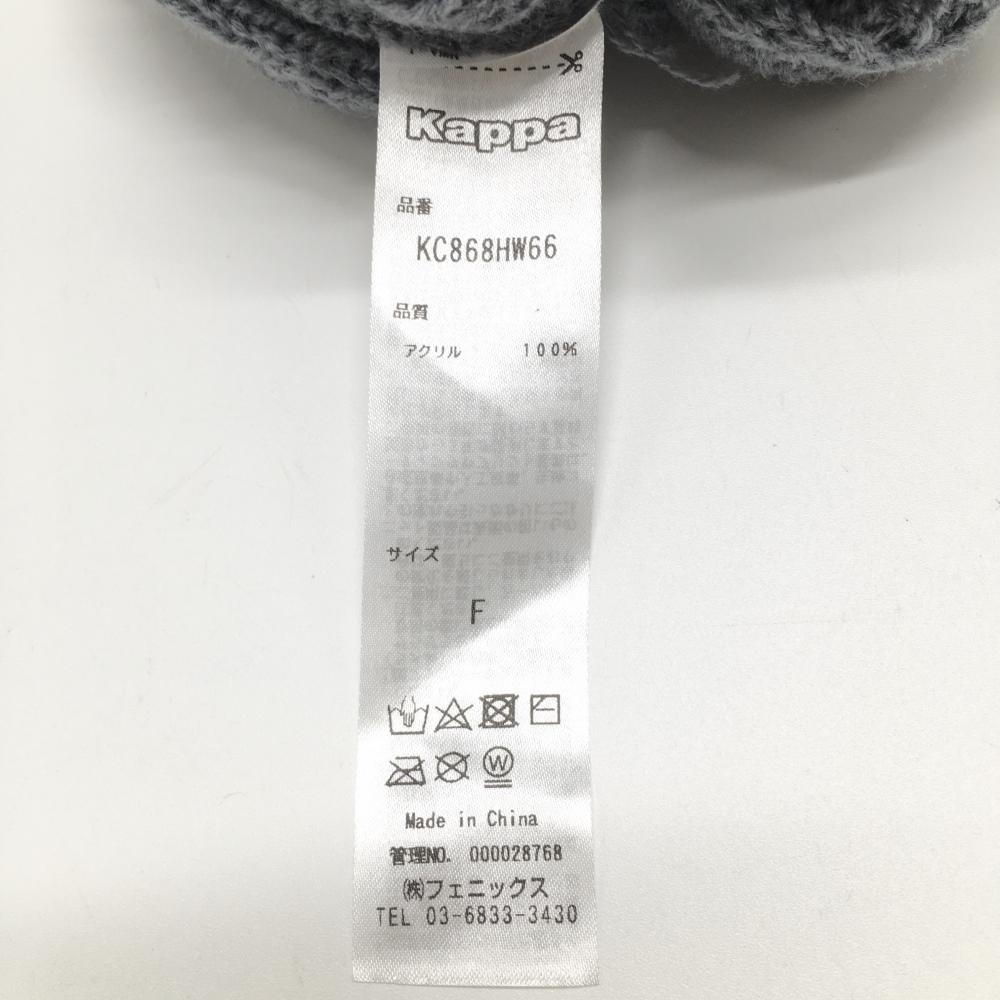 Kappa
品番
KC868HW66
品質
アクリル 100%
サイズ
F
W
Made in China
管理NO. 000028768
㈱フェニックス
TEL 03-6833-3430